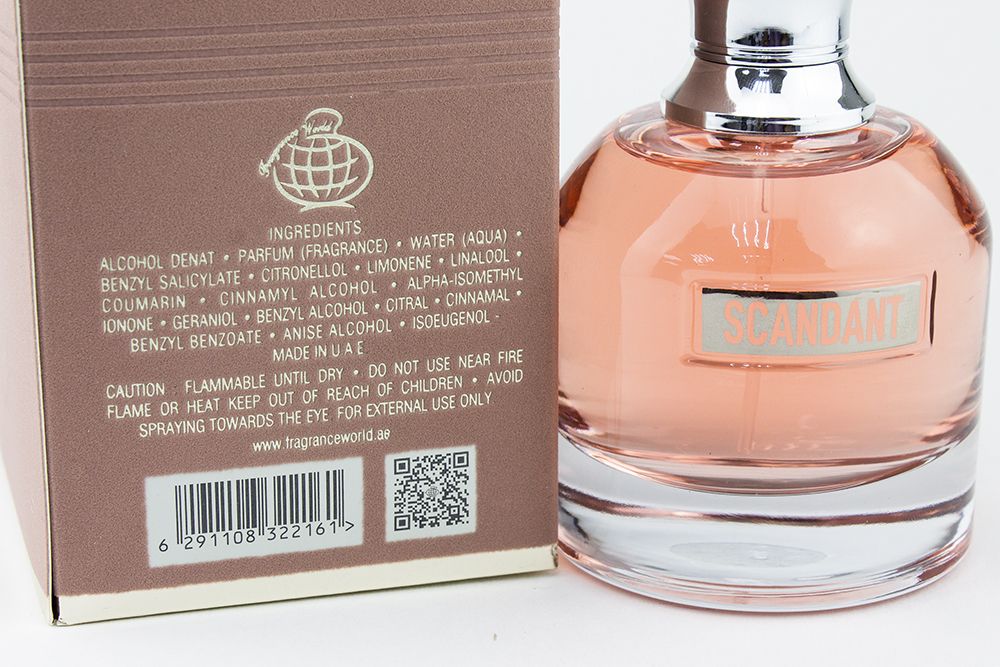 Fragrance World
INGREDIENTS
ALCOHOL DENAT • PARFUM (FRAGRANCE) • WATER (AQUA) •
BENZYL SALICYLATE • CITRONELLOL • LIMONENE • LINALOOL •
COUMARIN • CINNAMYL ALCOHOL • ALPHA-ISOMETHYL
IONONE • GERANIOL • BENZYL ALCOHOL • CITRAL • CINNAMAL •
BENZYL BENZOATE • ANISE ALCOHOL • ISOEUGENOL -
MADE IN U A E
CAUTION FLAMMABLE UNTIL DRY • DO NOT USE NEAR FIRE
FLAME OR HEAT KEEP OUT OF REACH OF CHILDREN • AVOID
SPRAYING TOWARDS THE EYE. FOR EXTERNAL USE ONLY
www.fragranceworld.ae
6 291108 322161 >
SCANDANT